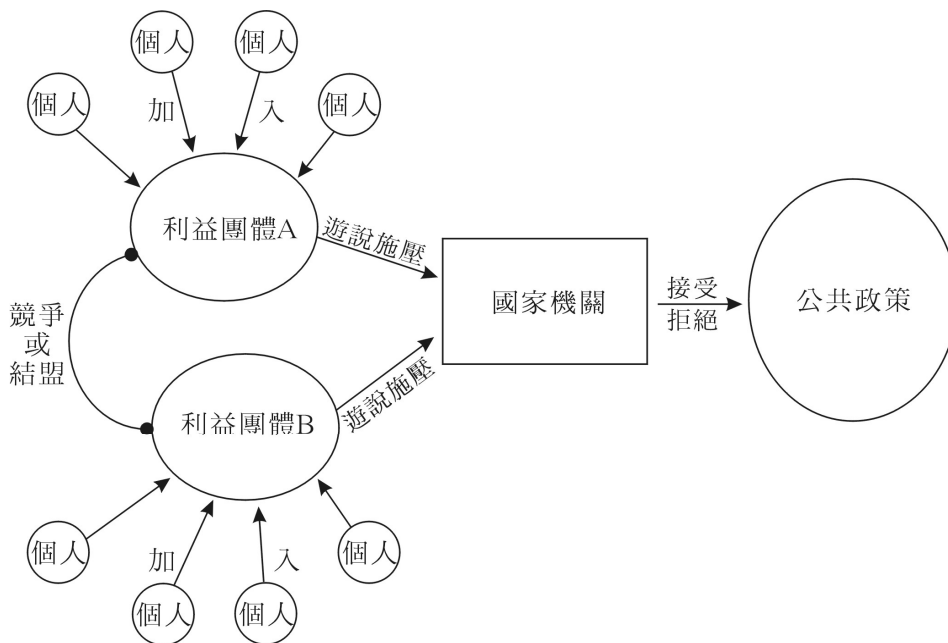 個人
個人
個人
個人
加
入
利益團體A
遊說施壓
國家機關
接受
拒絕
公共政策
競爭
或
結盟
利益團體B
遊說施壓
個人
加
入
個人
個人
個人